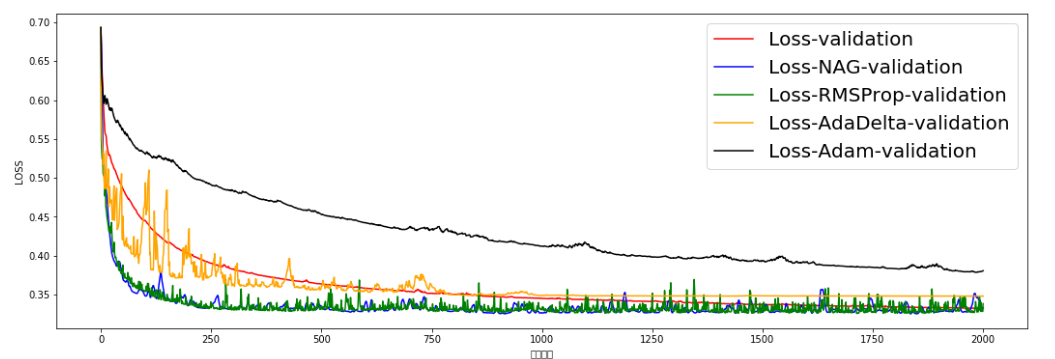 0.70
0.65
0.60
0.55
0.50
0.45
0.40
0.35
LOSS
Loss-validation
Loss-NAG-validation
Loss-RMSProp-validation
Loss-AdaDelta-validation
Loss-Adam-validation
0 250 500 750 1000 1250 1500 1750 2000